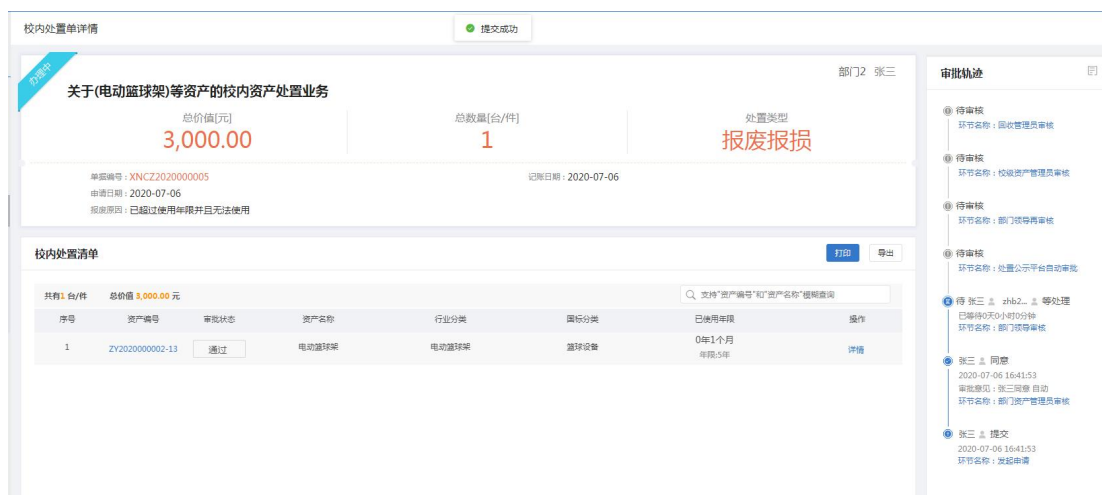 校内处置单详情
提交成功
办理中
部门2 张三
关于(电动篮球架)等资产的校内资产处置业务
总价值[元]
3,000.00
总数量[台/件]
1
处置类型
报废报损
单据编号：XNCZ2020000005
记账日期：2020-07-06
申请日期：2020-07-06
报废原因：已超过使用年限并且无法使用
校内处置清单
打印 导出
共有1 台/件 总价值 3,000.00 元
支持"资产编号"和"资产名称"模糊查询
序号 资产编号 审批状态 资产名称 行业分类 国标分类 已使用年限 操作
1 ZY2020000002-13 通过 电动篮球架 电动篮球架 篮球设备 0年1个月 详情
年限:5年
审批轨迹
待审核
环节名称：回收管理员审核
待审核
环节名称：校级资产管理员审核
待审核
环节名称：部门领导再审核
待审核
环节名称：处置公示平台自动审批
待 张三 zhb2... 等处理
已等待0天0小时0分钟
环节名称：部门领导审核
张三 同意
2020-07-06 16:41:53
审批意见：张三同意 自动
环节名称：部门资产管理员审核
张三 提交
2020-07-06 16:41:53
环节名称：发起申请